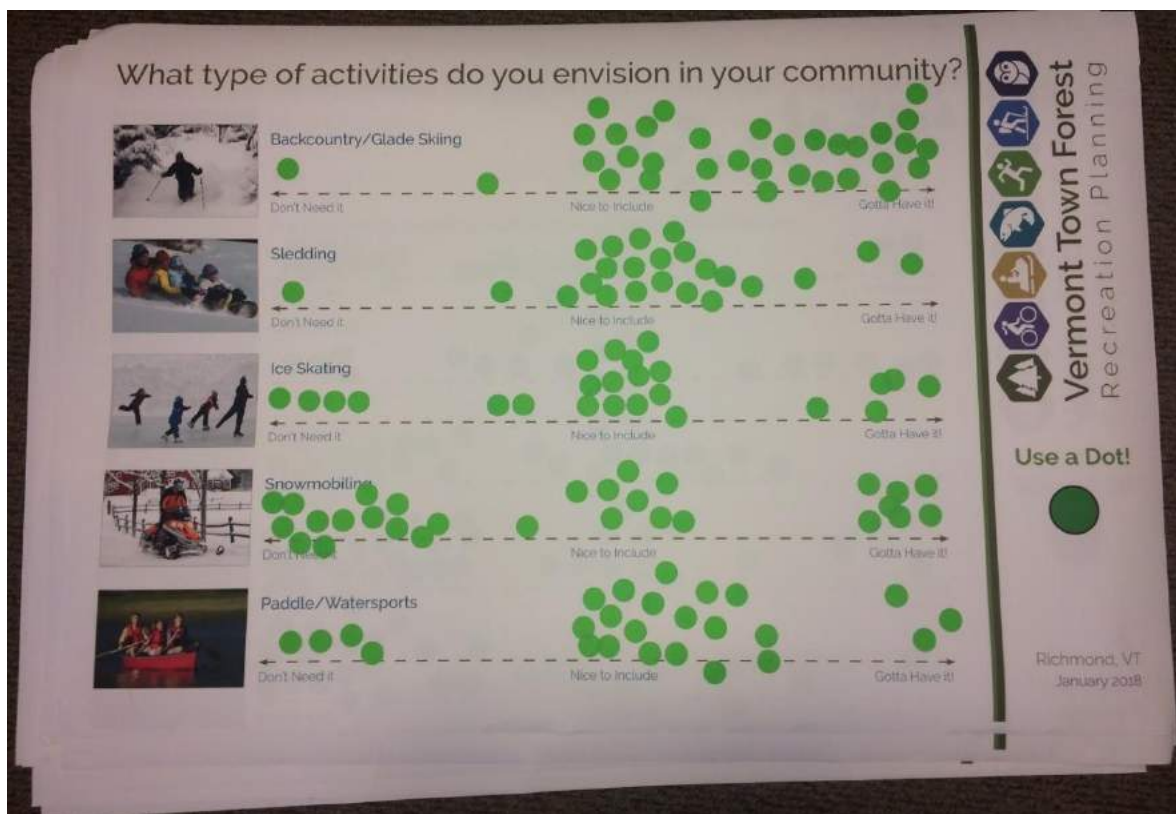 What type of activities do you envision in your community?
Backcountry/Glade Skiing
Don't Need it
Nice to Include
Gotta Have it!
Sledding
Don't Need it
Nice to Include
Gotta Have it!
Ice Skating
Don't Need it
Nice to Include
Gotta Have it!
Snowmobiling
Don't Need it
Nice to Include
Gotta Have it!
Paddle/Watersports
Don't Need it
Nice to Include
Gotta Have it!
Vermont Town Forest
Recreation Planning
Use a Dot!
Richmond, VT
January 2018